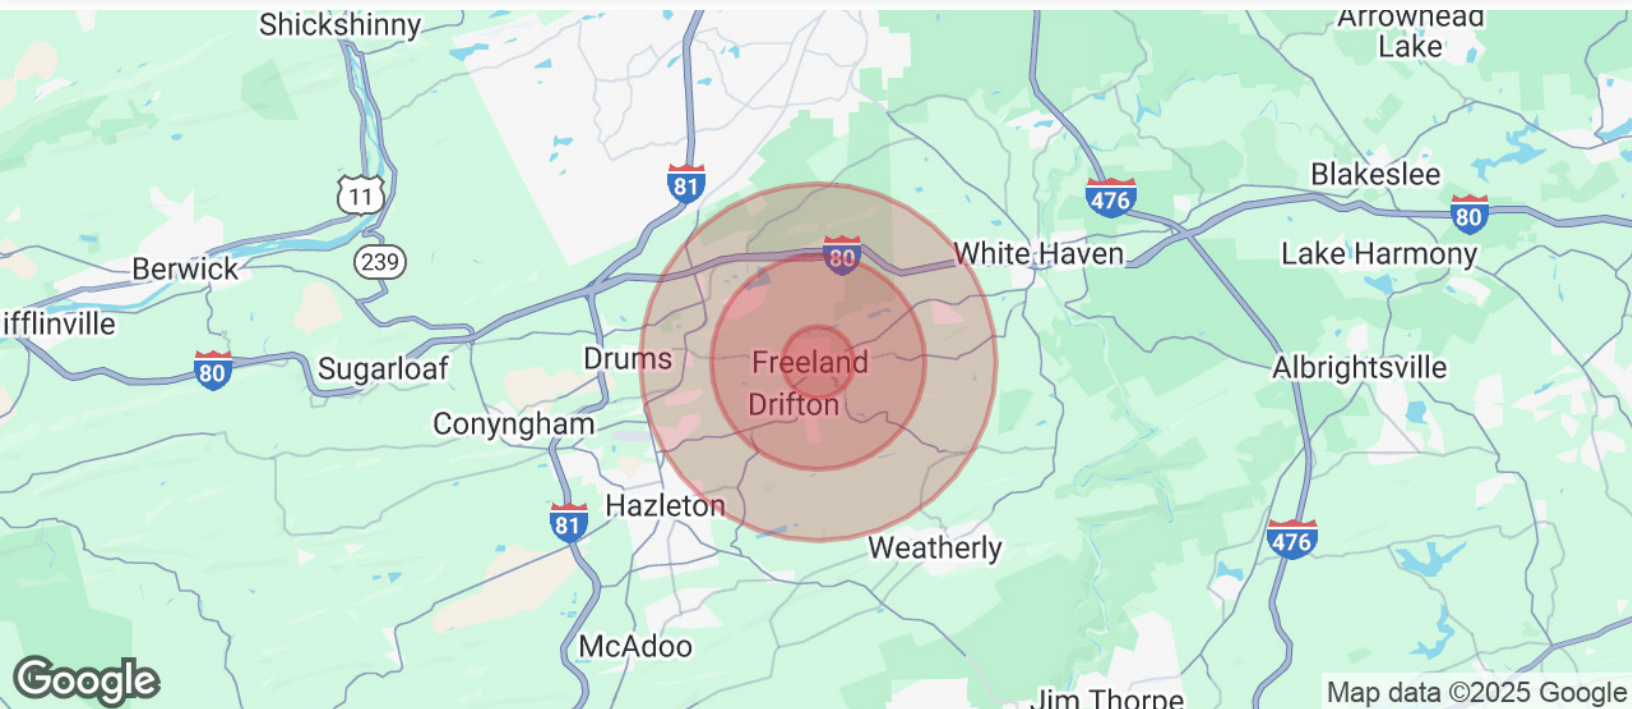 Shickshinny
Arrowhead
Lake
81
11
476
Blakeslee
80
239
Berwick
80
White Haven
Lake Harmony
ifflinville
Drums
Freeland
Sugarloaf
80
Albrightsville
Drifton
Conyngham
Hazleton
81
Weatherly
476
McAdoo
Google
Jim Thorpe
Map data ©2025 Google